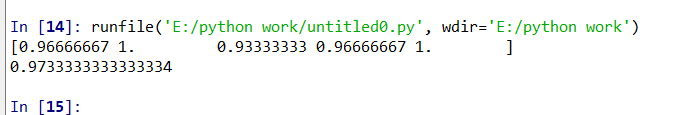 In [14]: runfile('E:/python work/untitled0.py', wdir='E:/python work')
[0.96666667 1.         0.93333333 0.96666667 1.        ]
0.9733333333333334
In [15]: